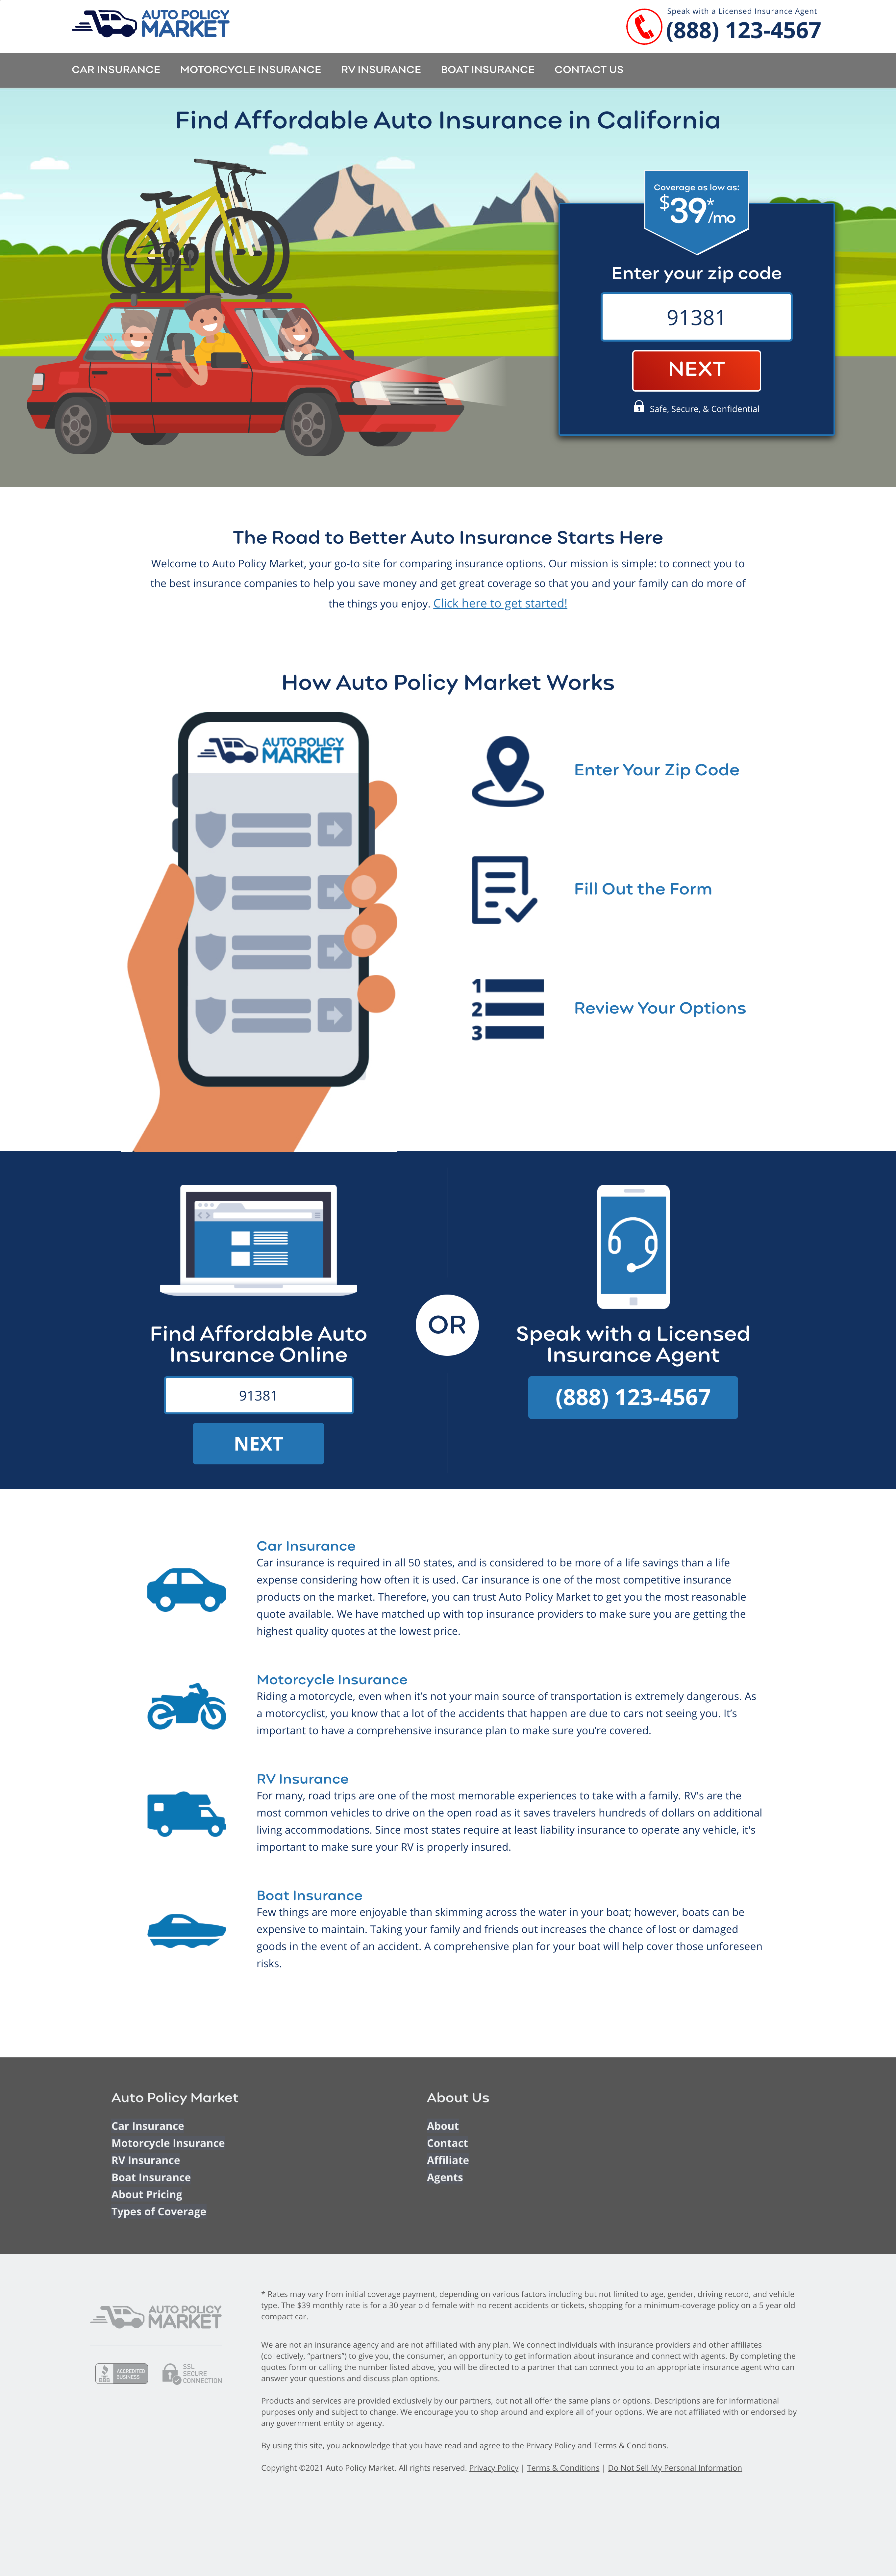 AUTO POLICY
MARKET
Speak with a Licensed Insurance Agent
(888) 123-4567
CAR INSURANCE MOTORCYCLE INSURANCE RV INSURANCE BOAT INSURANCE CONTACT US
Find Affordable Auto Insurance in California
Coverage as low as:
$39*/mo
Enter your zip code
91381
NEXT
Safe, Secure, & Confidential
The Road to Better Auto Insurance Starts Here
Welcome to Auto Policy Market, your go-to site for comparing insurance options. Our mission is simple: to connect you to
the best insurance companies to help you save money and get great coverage so that you and your family can do more of
the things you enjoy. Click here to get started!
How Auto Policy Market Works
AUTO POLICY
MARKET
Enter Your Zip Code
Fill Out the Form
1
2
3
Review Your Options
Find Affordable Auto
Insurance Online
91381
NEXT
OR
Speak with a Licensed
Insurance Agent
(888) 123-4567
Car Insurance
Car insurance is required in all 50 states, and is considered to be more of a life savings than a life
expense considering how often it is used. Car insurance is one of the most competitive insurance
products on the market. Therefore, you can trust Auto Policy Market to get you the most reasonable
quote available. We have matched up with top insurance providers to make sure you are getting the
highest quality quotes at the lowest price.
Motorcycle Insurance
Riding a motorcycle, even when it’s not your main source of transportation is extremely dangerous. As
a motorcyclist, you know that a lot of the accidents that happen are due to cars not seeing you. It’s
important to have a comprehensive insurance plan to make sure you’re covered.
RV Insurance
For many, road trips are one of the most memorable experiences to take with a family. RV's are the
most common vehicles to drive on the open road as it saves travelers hundreds of dollars on additional
living accommodations. Since most states require at least liability insurance to operate any vehicle, it's
important to make sure your RV is properly insured.
Boat Insurance
Few things are more enjoyable than skimming across the water in your boat; however, boats can be
expensive to maintain. Taking your family and friends out increases the chance of lost or damaged
goods in the event of an accident. A comprehensive plan for your boat will help cover those unforeseen
risks.
Auto Policy Market
Car Insurance
Motorcycle Insurance
RV Insurance
Boat Insurance
About Pricing
Types of Coverage
About Us
About
Contact
Affiliate
Agents
AUTO POLICY
MARKET
BBB
ACCREDITED
BUSINESS
SSL
SECURE
CONNECTION
* Rates may vary from initial coverage payment, depending on various factors including but not limited to age, gender, driving record, and vehicle
type. The $39 monthly rate is for a 30 year old female with no recent accidents or tickets, shopping for a minimum-coverage policy on a 5 year old
compact car.
We are not an insurance agency and are not affiliated with any plan. We connect individuals with insurance providers and other affiliates
(collectively, “partners”) to give you, the consumer, an opportunity to get information about insurance and connect with agents. By completing the
quotes form or calling the number listed above, you will be directed to a partner that can connect you to an appropriate insurance agent who can
answer your questions and discuss plan options.
Products and services are provided exclusively by our partners, but not all offer the same plans or options. Descriptions are for informational
purposes only and subject to change. We encourage you to shop around and explore all of your options. We are not affiliated with or endorsed by
any government entity or agency.
By using this site, you acknowledge that you have read and agree to the Privacy Policy and Terms & Conditions.
Copyright ©2021 Auto Policy Market. All rights reserved. Privacy Policy | Terms & Conditions | Do Not Sell My Personal Information